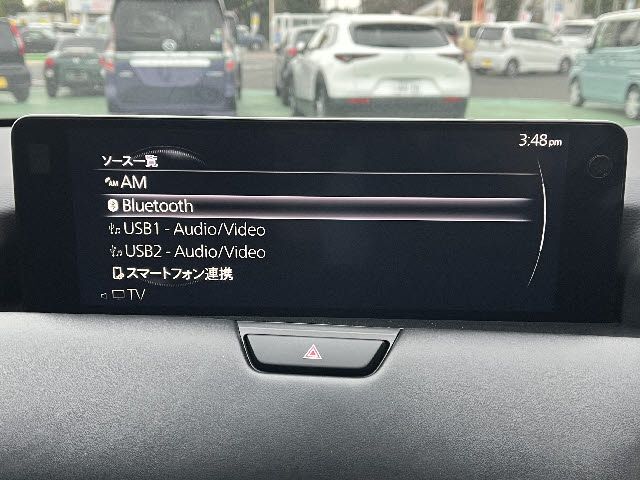 3:48pm
ソース一覧
AM
Bluetooth
USB1 - Audio/Video
USB2 - Audio/Video
スマートフォン連携
TV